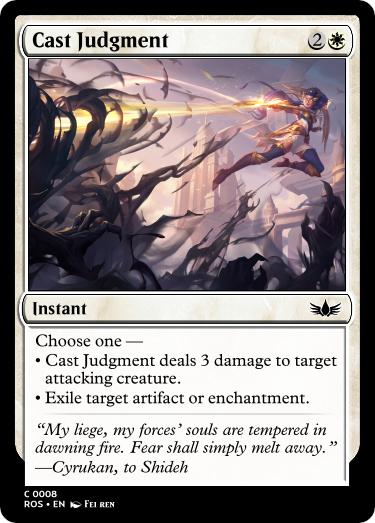 Cast Judgment 2
Instant
Choose one —
• Cast Judgment deals 3 damage to target
attacking creature.
• Exile target artifact or enchantment.
“My liege, my forces’ souls are tempered in
dawning fire. Fear shall simply melt away.”
—Cyrukan, to Shideh
C 0008
ROS • EN Fei Ren